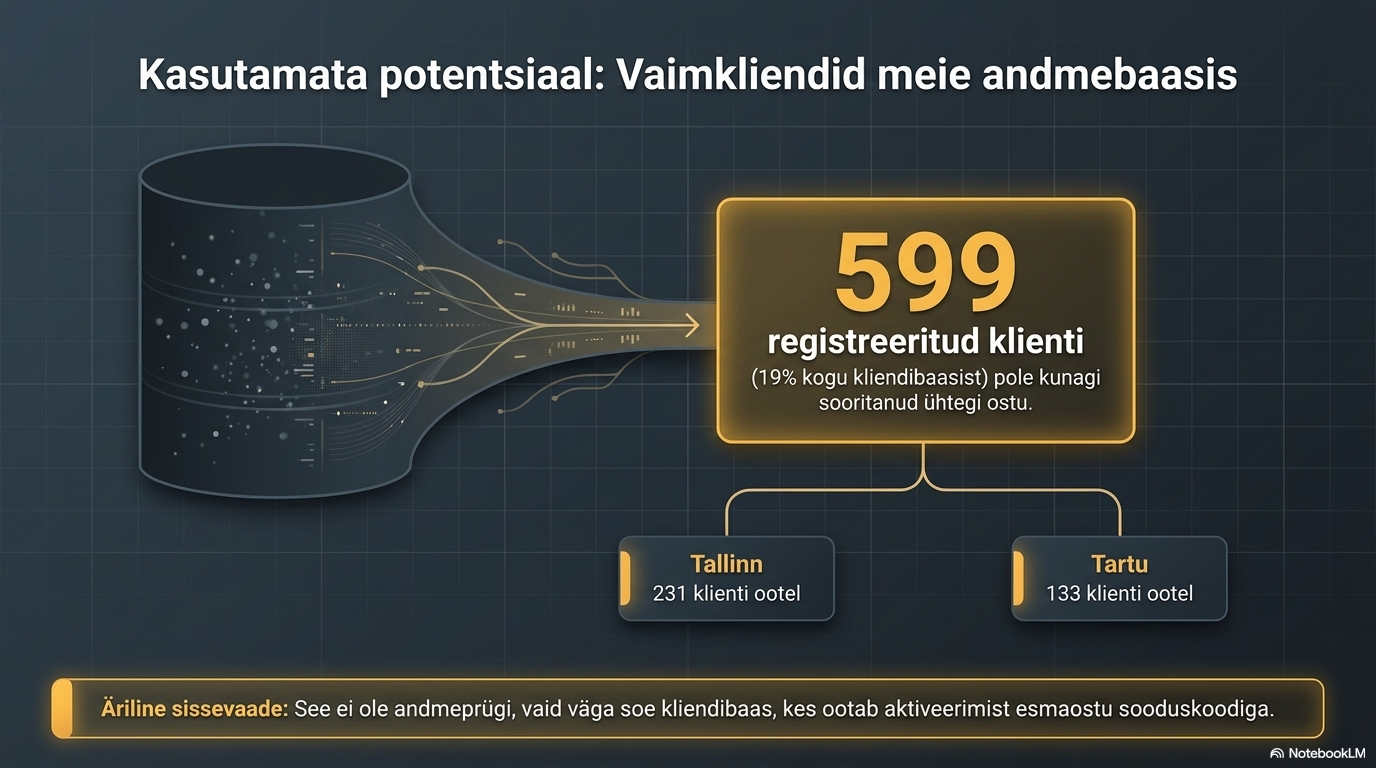 Kasutamata potentsiaal: Vaimkliendid meie andmebaasis
599
registreeritud klienti
(19% kogu kliendibaasist) pole kunagi
sooritanud ühtegi ostu.
Tallinn
231 klienti ootel
Tartu
133 klienti ootel
Äriline sissevaade: See ei ole andmeprügi, vaid väga soe kliendibaas, kes ootab aktiveerimist esmaostu sooduskoodiga.
NotebookLM